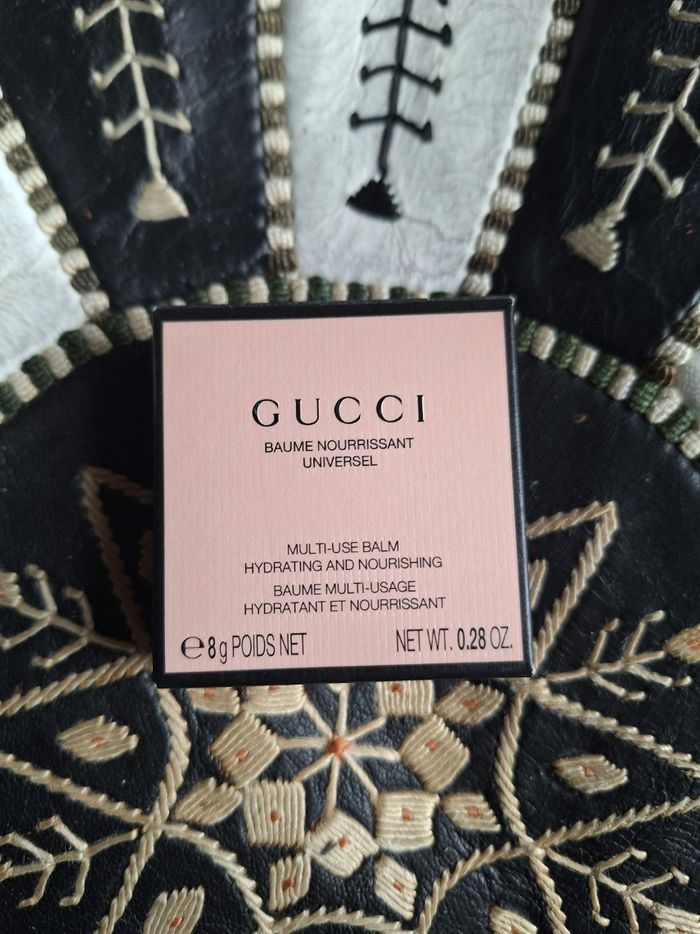 GUCCI
BAUME NOURRISSANT
UNIVERSEL
MULTI-USE BALM
HYDRATING AND NOURISHING
BAUME MULTI-USAGE
HYDRATANT ET NOURRISSANT
℮8 g POIDS NET NET WT. 0.28 OZ.